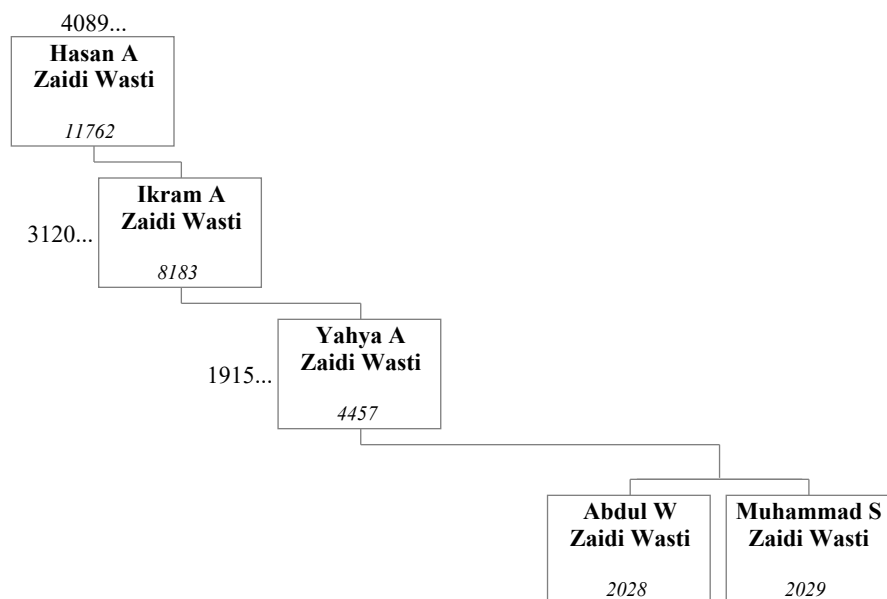 4089...
Hasan A
Zaidi Wasti
11762
Ikram A
Zaidi Wasti
3120...
8183
Yahya A
Zaidi Wasti
1915...
4457
Abdul W
Zaidi Wasti
2028
Muhammad S
Zaidi Wasti
2029